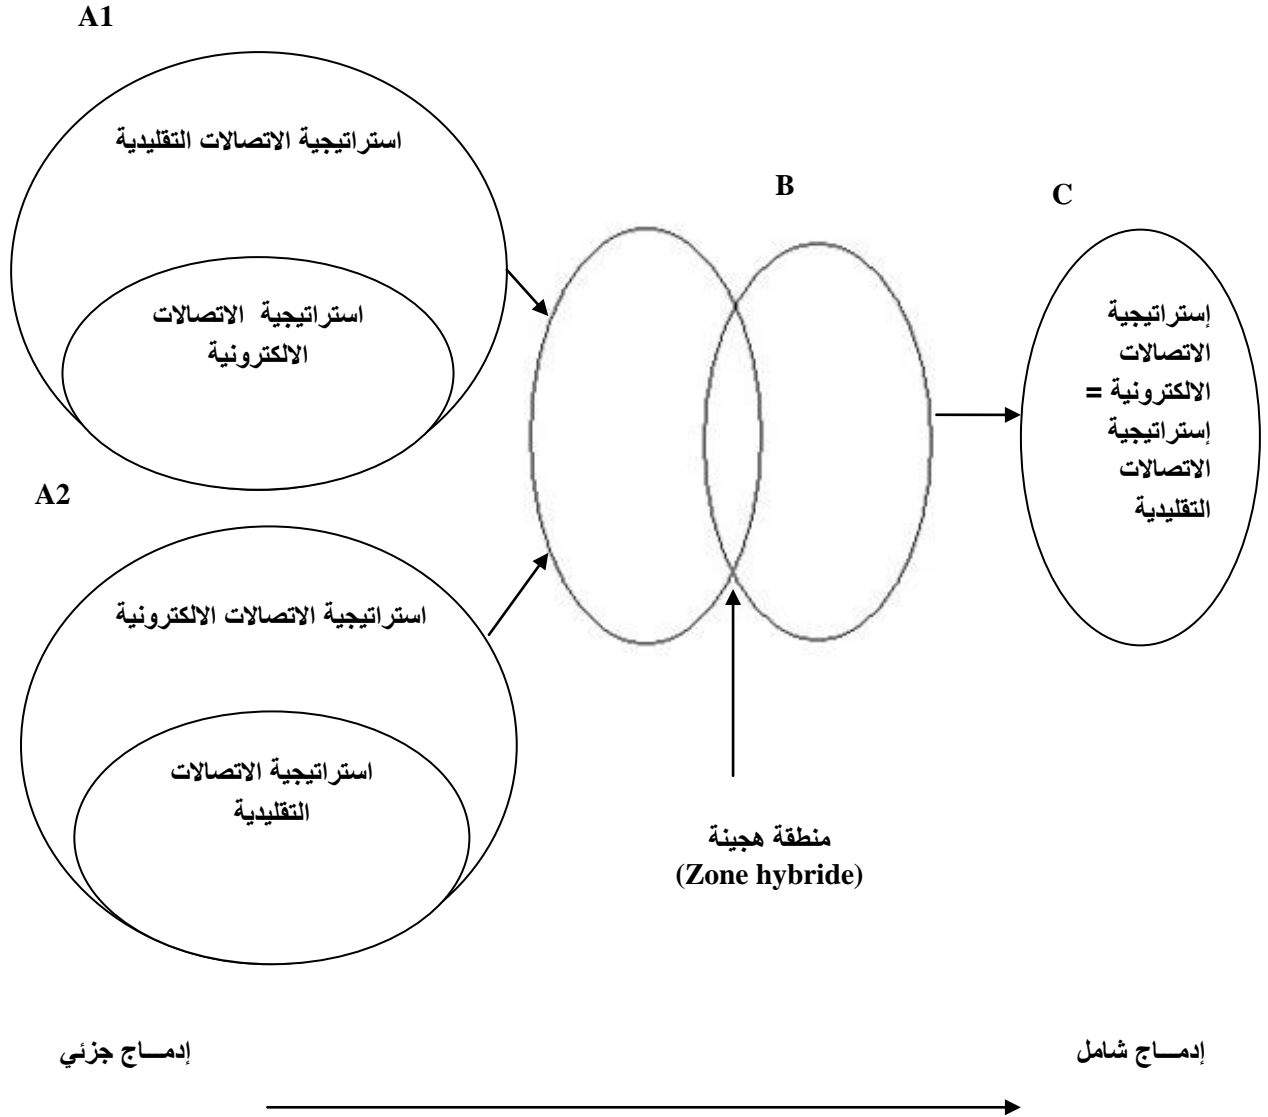 A1
استراتيجية الاتصالات التقليدية
استراتيجية الاتصالات
الالكترونية
A2
استراتيجية الاتصالات الالكترونية
استراتيجية الاتصالات
التقليدية
B
منطقة هجينة
(Zone hybride)
C
إستراتيجية
الاتصالات
الالكترونية =
إستراتيجية
الاتصالات
التقليدية
إدمـــاج جزئي
إدمـــاج شامل